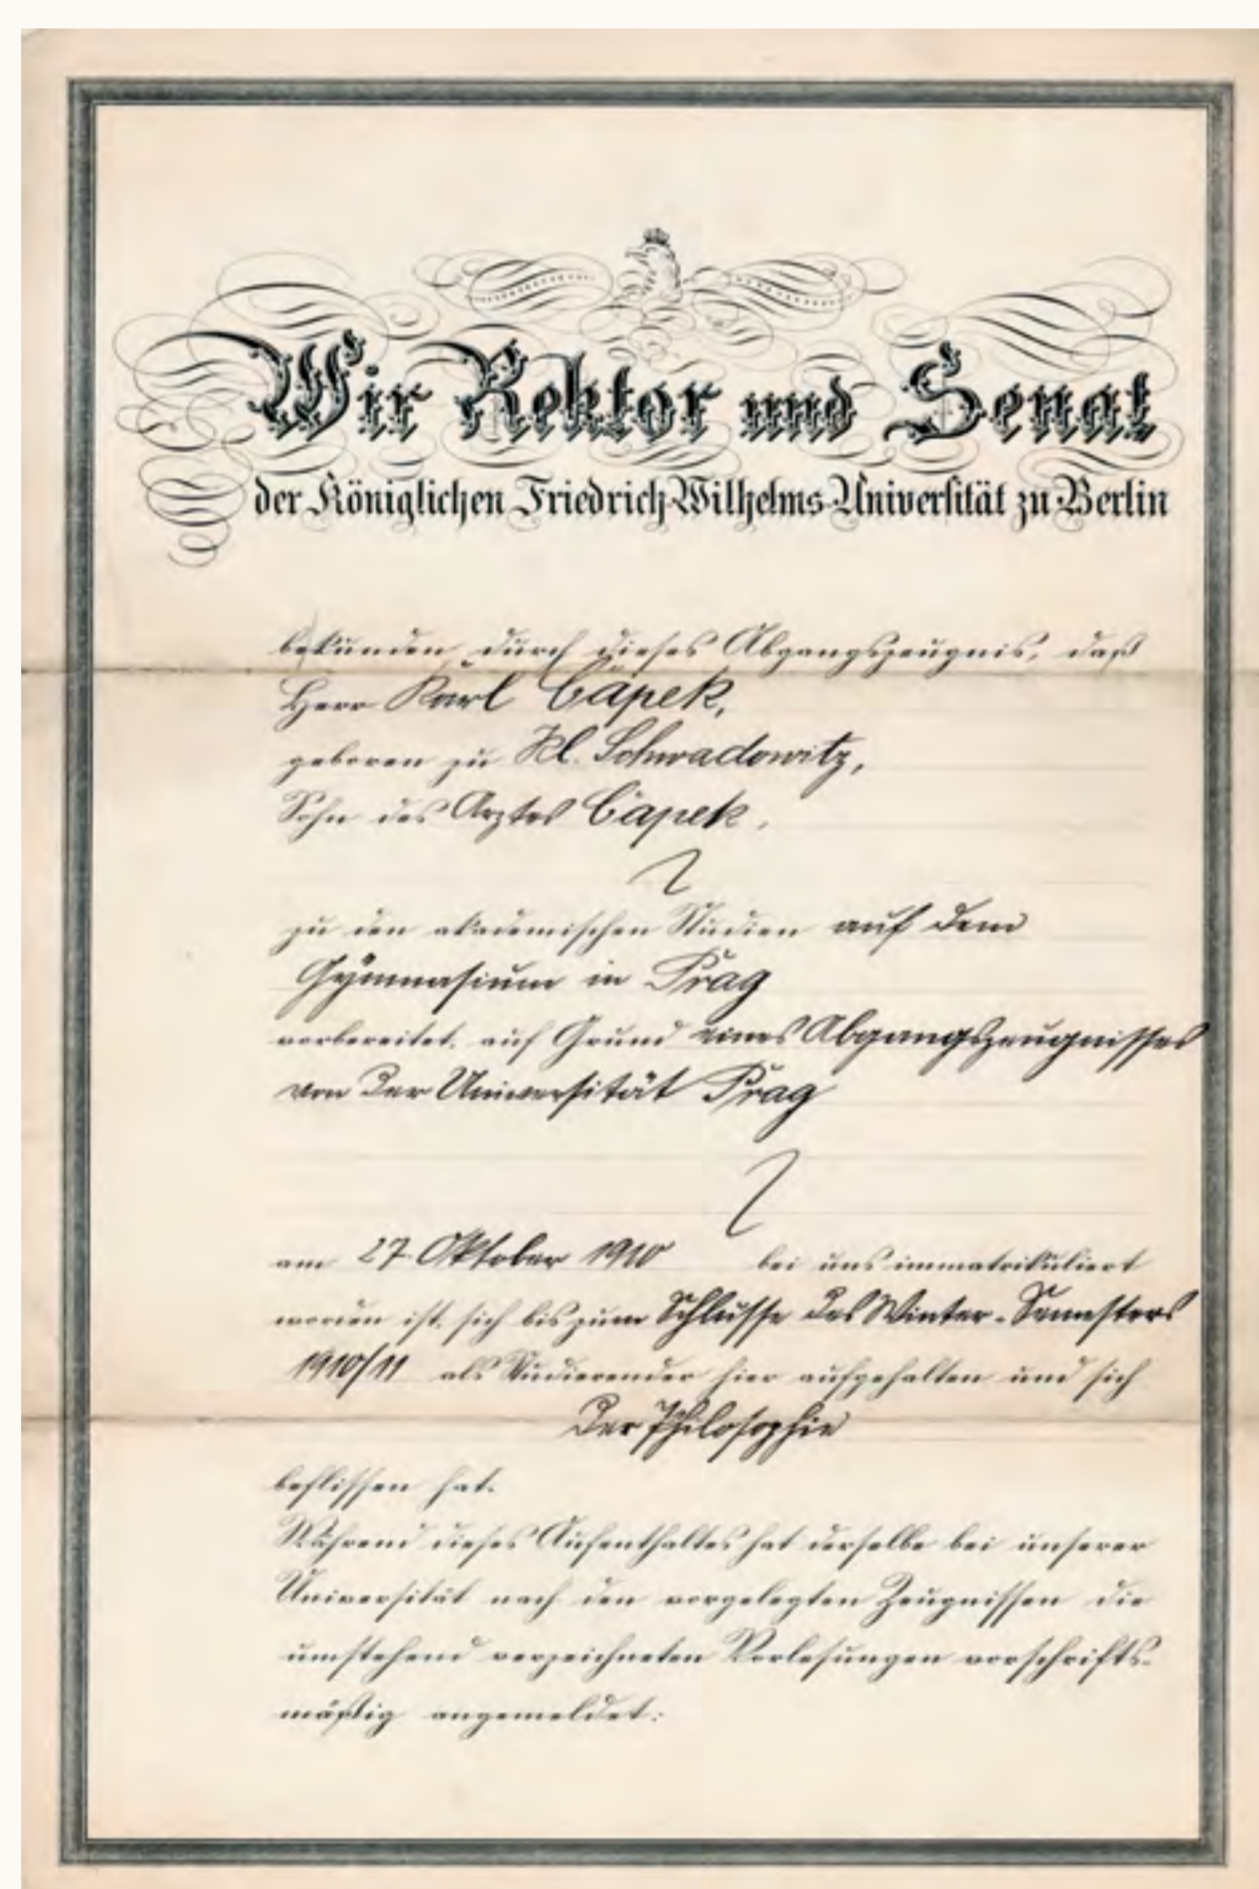 Wir Rektor und Senat
der Königlichen Friedrich-Wilhelms-Universität zu Berlin
bekunden durch dieses Abgangszeugnis, daß
Herr Karl Čapek,
geboren zu Kl. Schwadowitz,
Sohn des Arztes Čapek,
zu den akademischen Studien auf dem
Gymnasium in Prag
vorbereitet, auf Grund eines Abgangszeugnisses
von der Universität Prag
am 27. Oktober 1910 bei uns immatrikuliert
worden ist, sich bis zum Schlusse des Winter-Semesters
1910/11 als Studierender hier aufgehalten und sich
der Philosophie
beflissen hat.
Während dieses Aufenthaltes hat derselbe bei unserer
Universität nach den vorgelegten Zeugnissen die
umstehend verzeichneten Vorlesungen vorschrifts-
mäßig angemeldet: